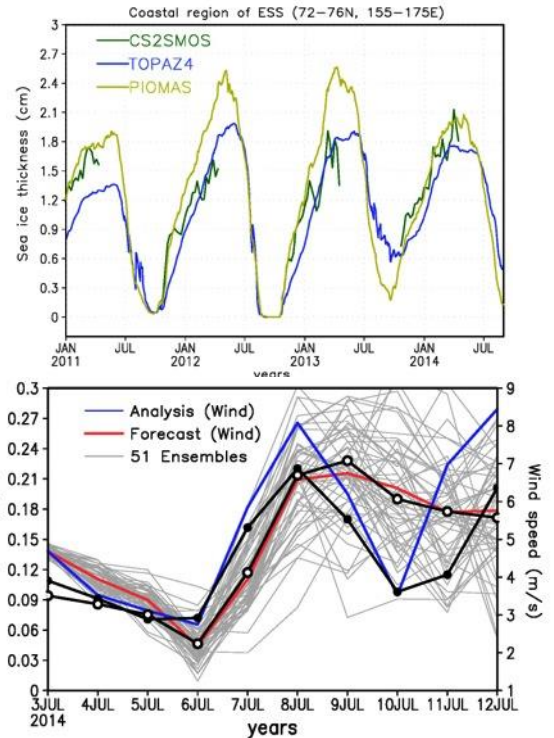 Coastal region of ESS (72-76N, 155-175E)
3
2.7
2.4
2.1
1.8
1.5
1.2
0.9
0.6
0.3
0
Sea ice thickness (cm)
CS2SMOS
TOPAZ4
PIOMAS
JAN JUL JAN JUL JAN JUL JAN JUL
2011 2012 2013 2014
years
0.3
0.27
0.24
0.21
0.18
0.15
0.12
0.09
0.06
0.03
0
Analysis (Wind)
Forecast (Wind)
51 Ensembles
9
8
7
6
5
4
3
2
1
Wind speed (m/s)
3JUL 4JUL 5JUL 6JUL 7JUL 8JUL 9JUL 10JUL 11JUL 12JUL
2014
years